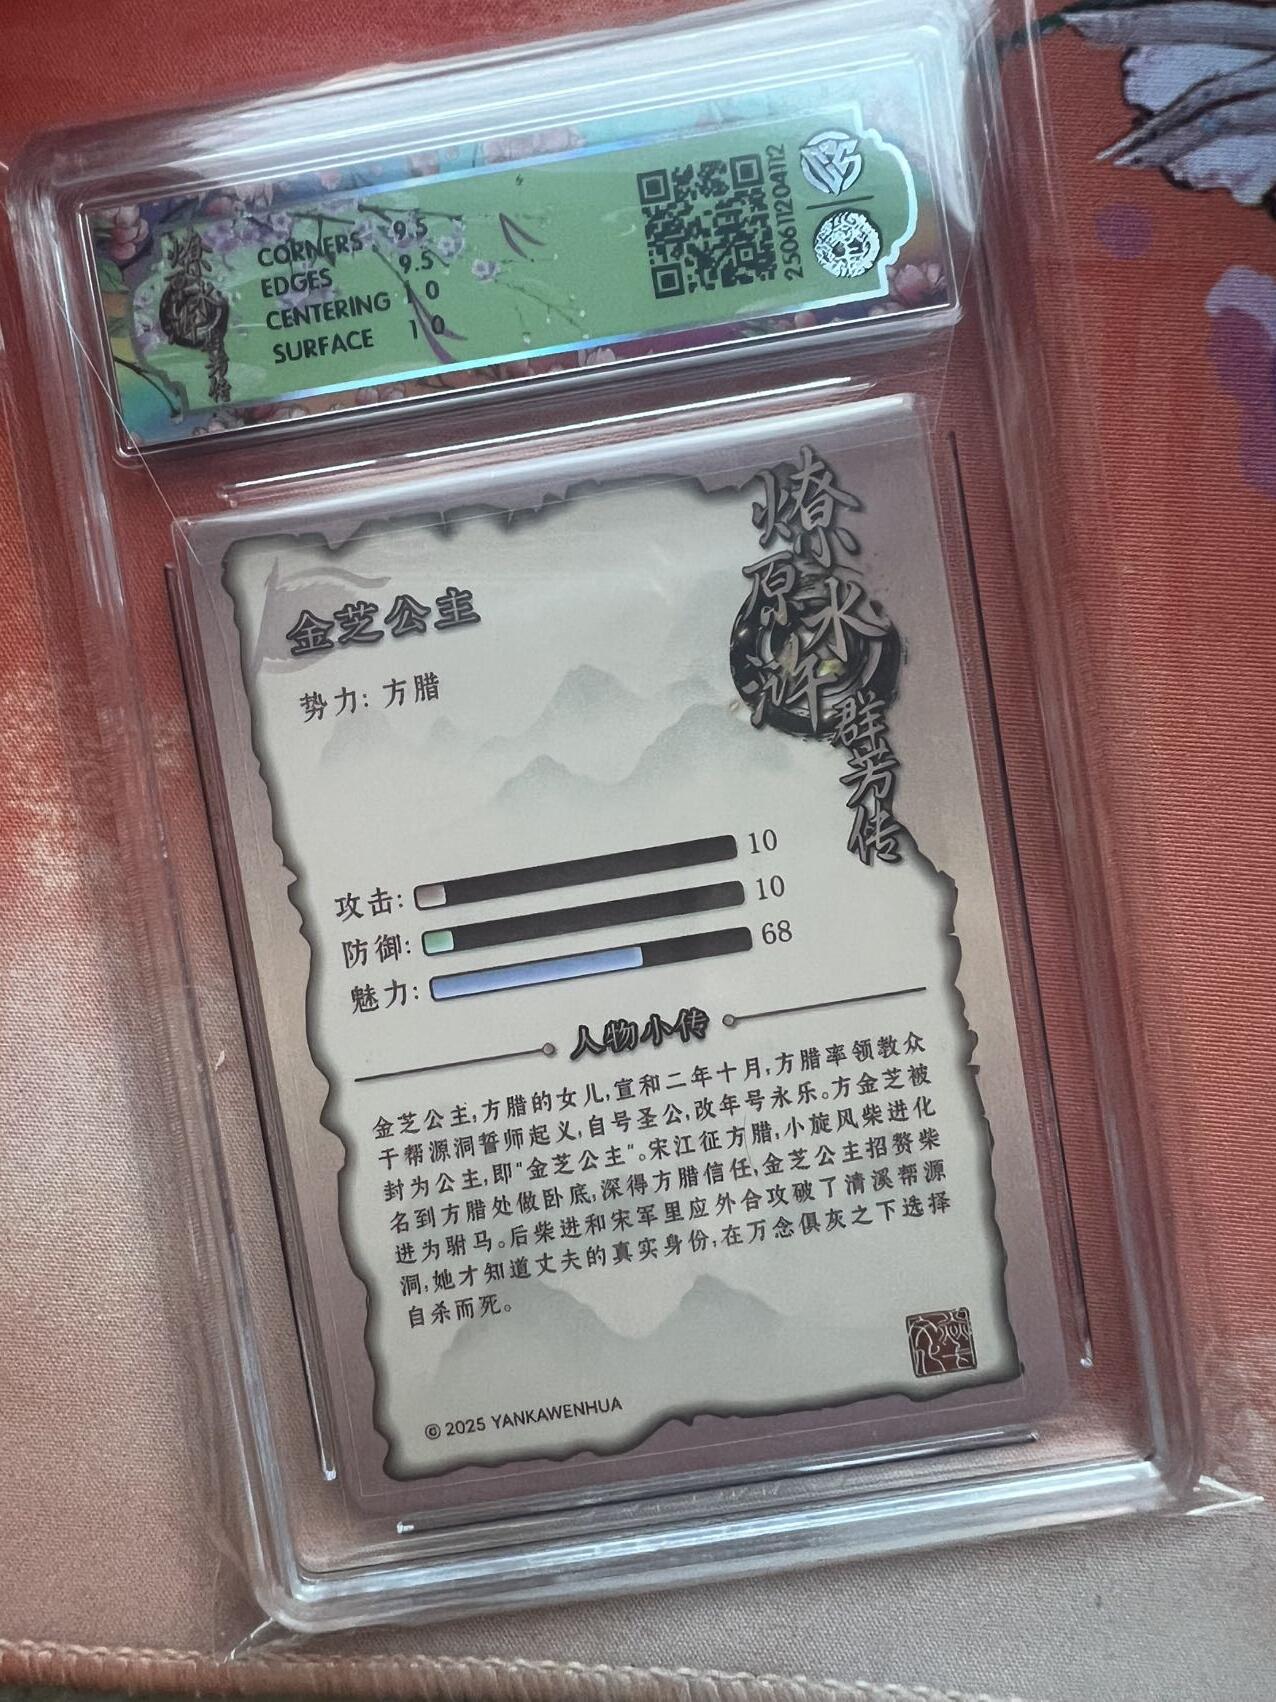 CORNERS 9.5
EDGES 9.5
CENTERING 10
SURFACE 10
250611204112
燎原水浒群芳传
金芝公主
势力：方腊
攻击： 10
防御： 10
魅力： 68
人物小传
金芝公主，方腊的女儿，宣和二年十月，方腊率领教众
于帮源洞誓师起义，自号圣公，改年号永乐。方金芝被
封为公主，即“金芝公主”。宋江征方腊，小旋风柴进化
名到方腊处做卧底，深得方腊信任，金芝公主招赘柴
进为驸马。后柴进和宋军里应外合攻破了清溪帮源
洞，她才知道丈夫的真实身份，在万念俱灰之下选择
自杀而死。
© 2025 YANKAWENHUA